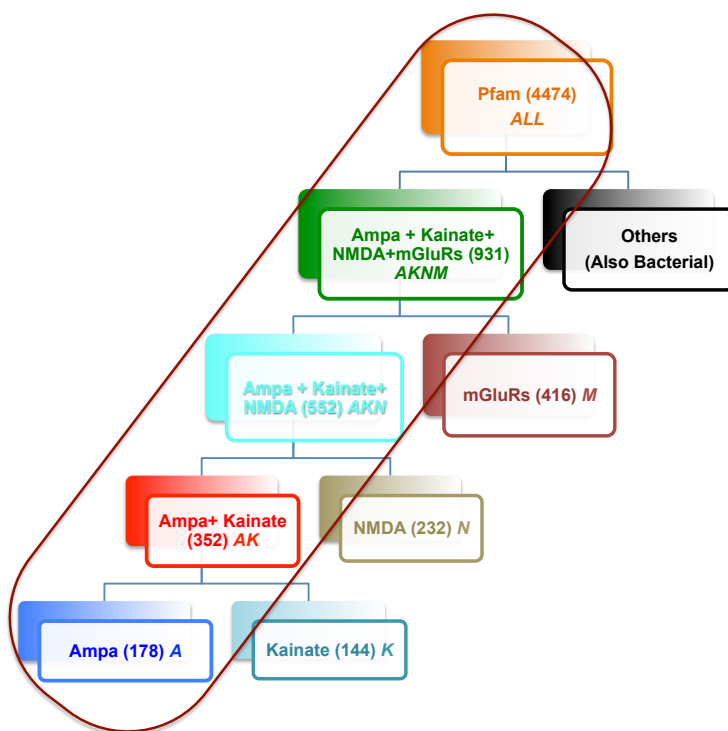 Pfam (4474)
ALL
Ampa + Kainate+
NMDA+mGluRs (931)
AKNM
Others
(Also Bacterial)
Ampa + Kainate+
NMDA (552) AKN
mGluRs (416) M
Ampa+ Kainate
(352) AK
NMDA (232) N
Ampa (178) A
Kainate (144) K